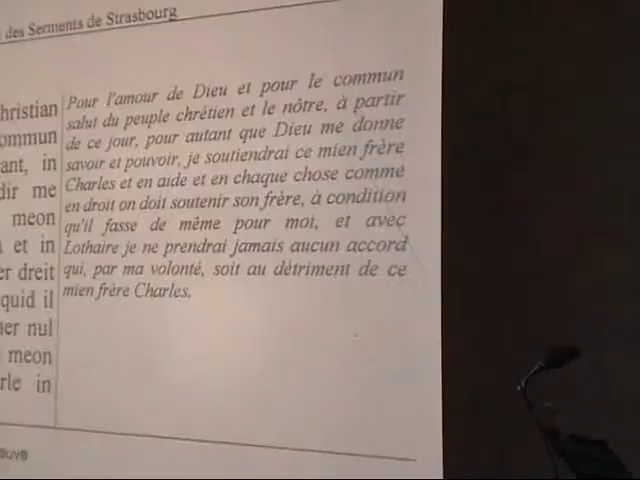 des Serments de Strasbourg
hristian
ommun
ant, in
dir me
meon
et in
er dreit
quid il
ner nul
meon
rle in
Pour l'amour de Dieu et pour le commun
salut du peuple chrétien et le nôtre, à partir
de ce jour, pour autant que Dieu me donne
savoir et pouvoir, je soutiendrai ce mien frère
Charles et en aide et en chaque chose comme
en droit on doit soutenir son frère, à condition
qu'il fasse de même pour moi, et avec
Lothaire je ne prendrai jamais aucun accord
qui, par ma volonté, soit au détriment de ce
mien frère Charles.
auve